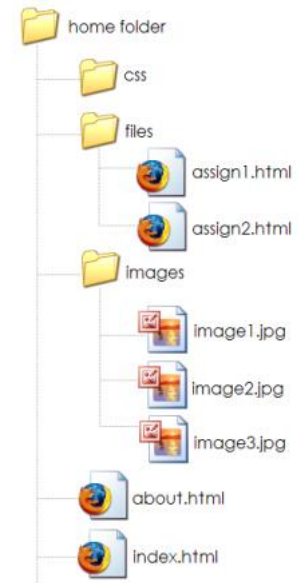 home folder
css
files
assign1.html
assign2.html
images
image1.jpg
image2.jpg
image3.jpg
about.html
index.html